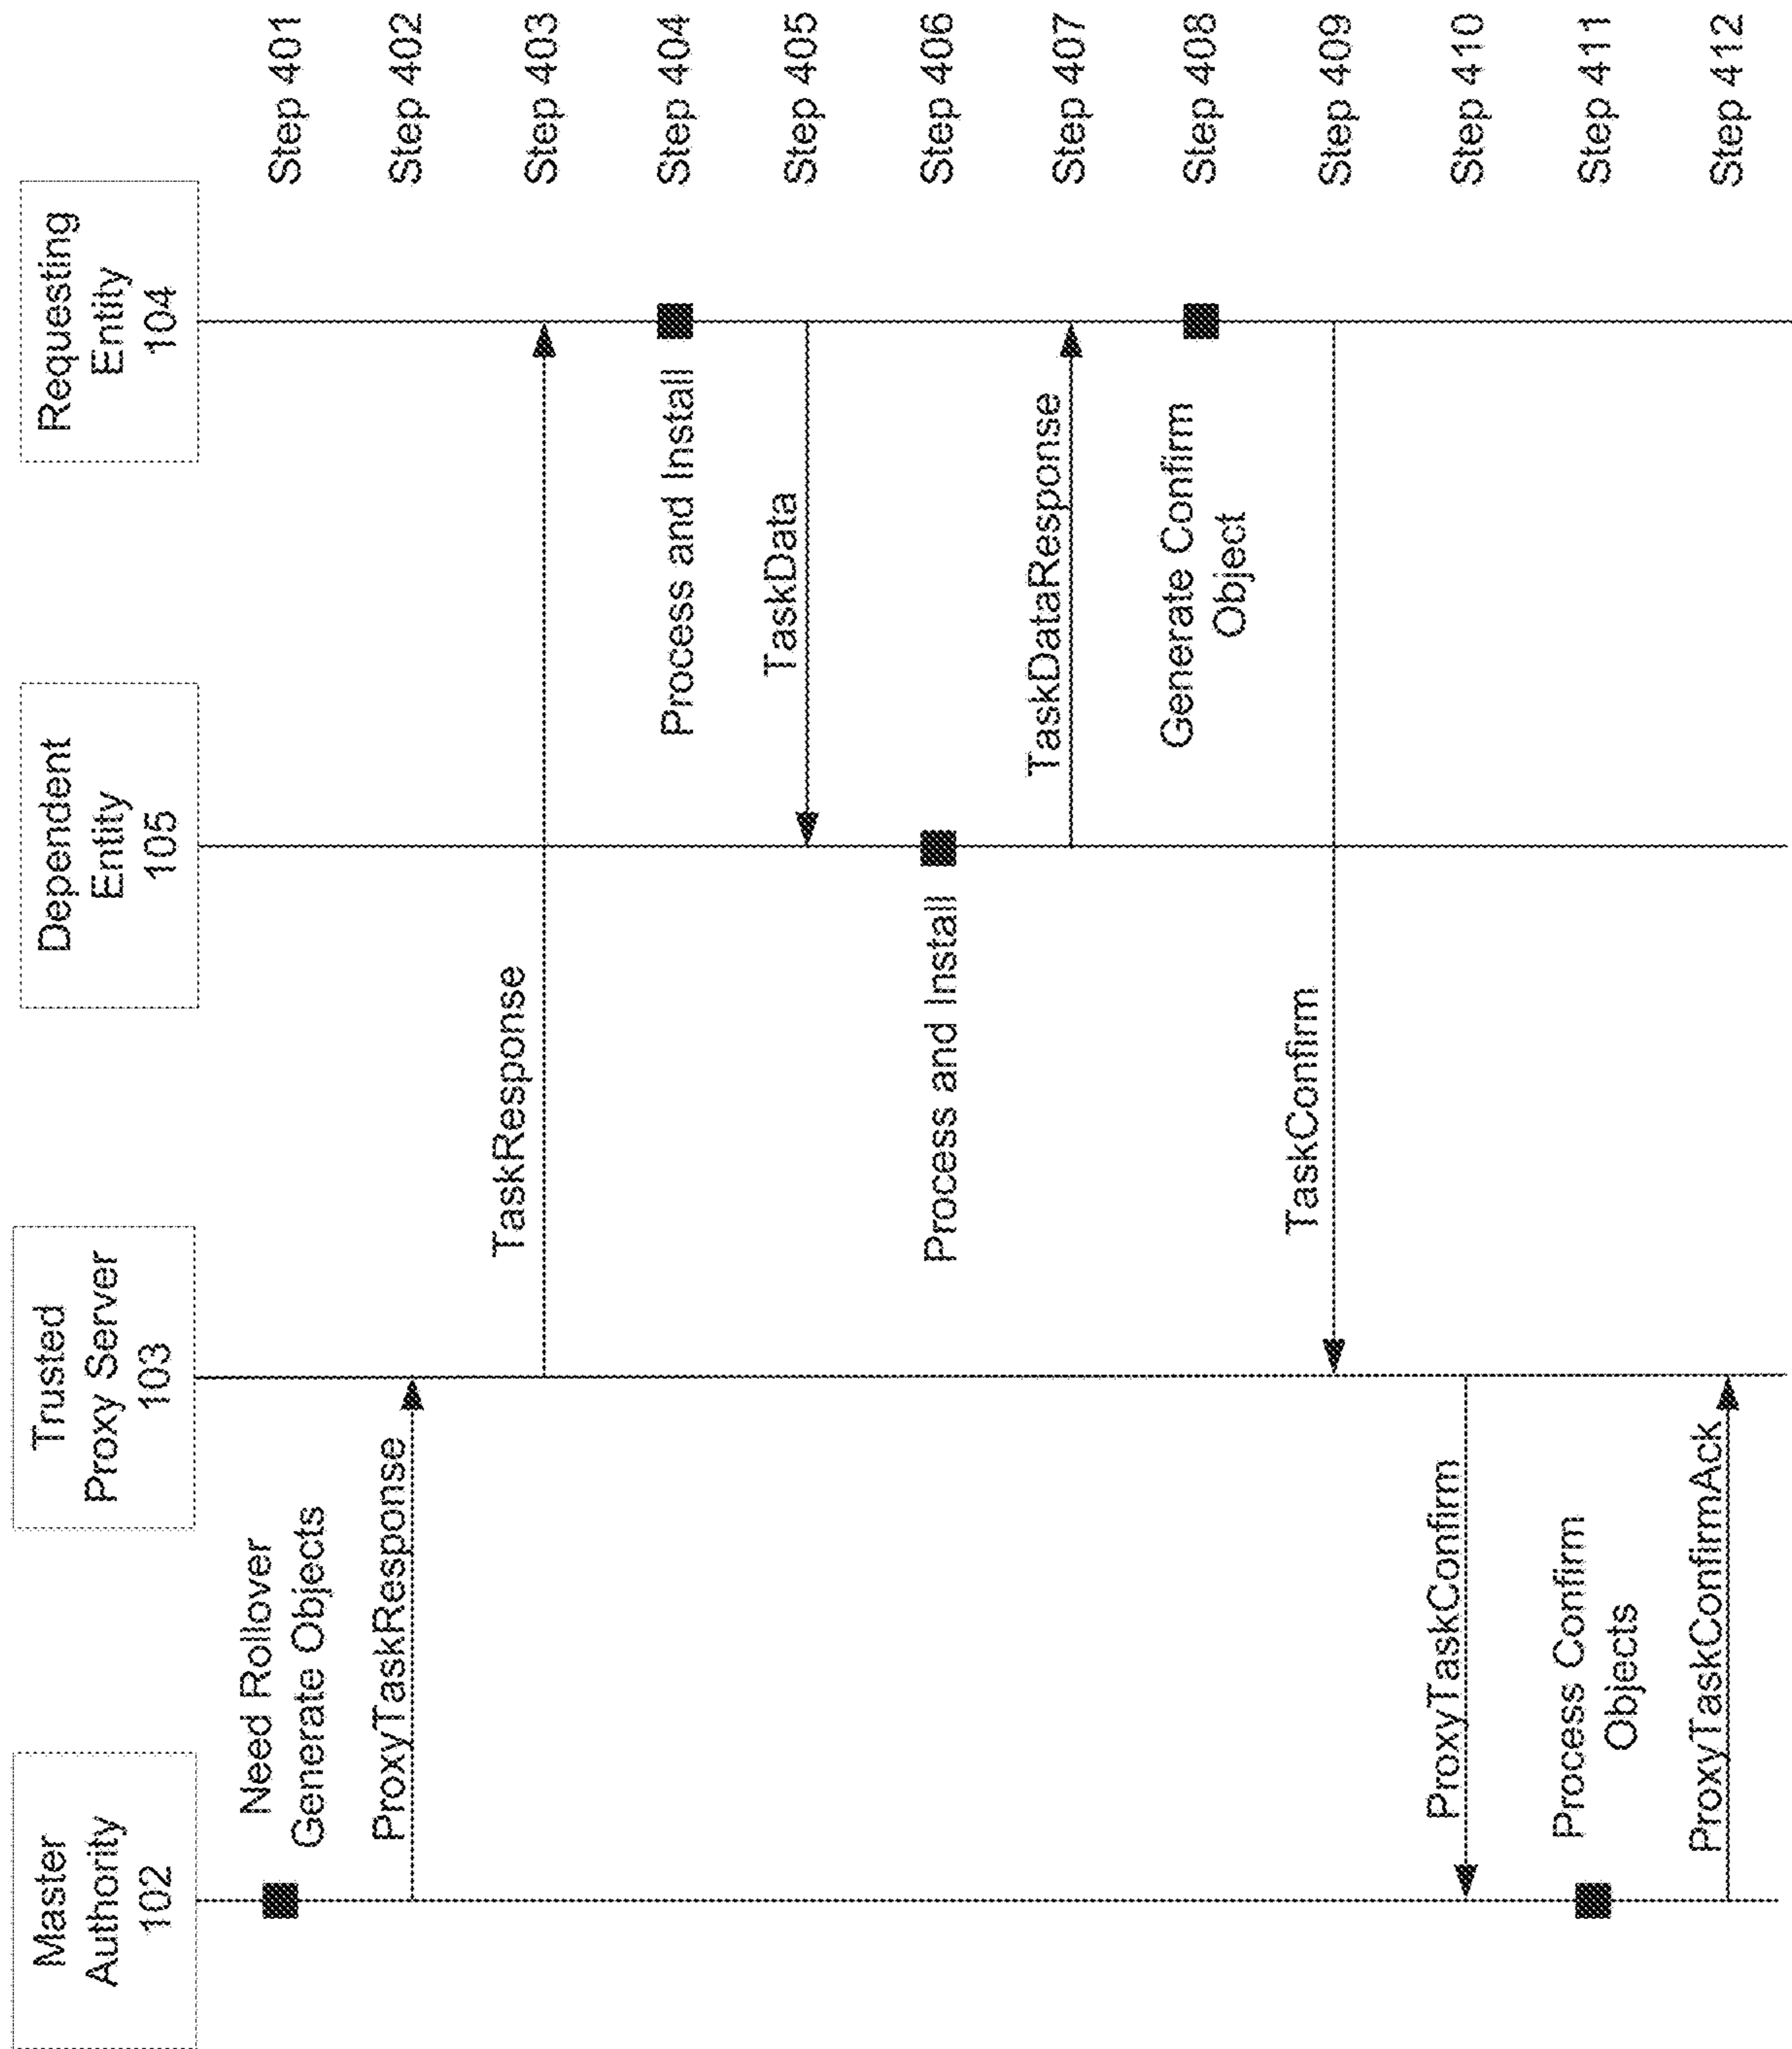 Master
Authority
102
Trusted
Proxy Server
103
Dependent
Entity
105
Requesting
Entity
104
Need Rollover
Generate Objects
Step 401
ProxyTaskResponse
Step 402
TaskResponse
Step 403
Process and Install
Step 404
TaskData
Step 405
Process and Install
Step 406
TaskDataResponse
Step 407
Generate Confirm
Object
Step 408
TaskConfirm
Step 409
ProxyTaskConfirm
Step 410
Process Confirm
Objects
Step 411
ProxyTaskConfirmAck
Step 412